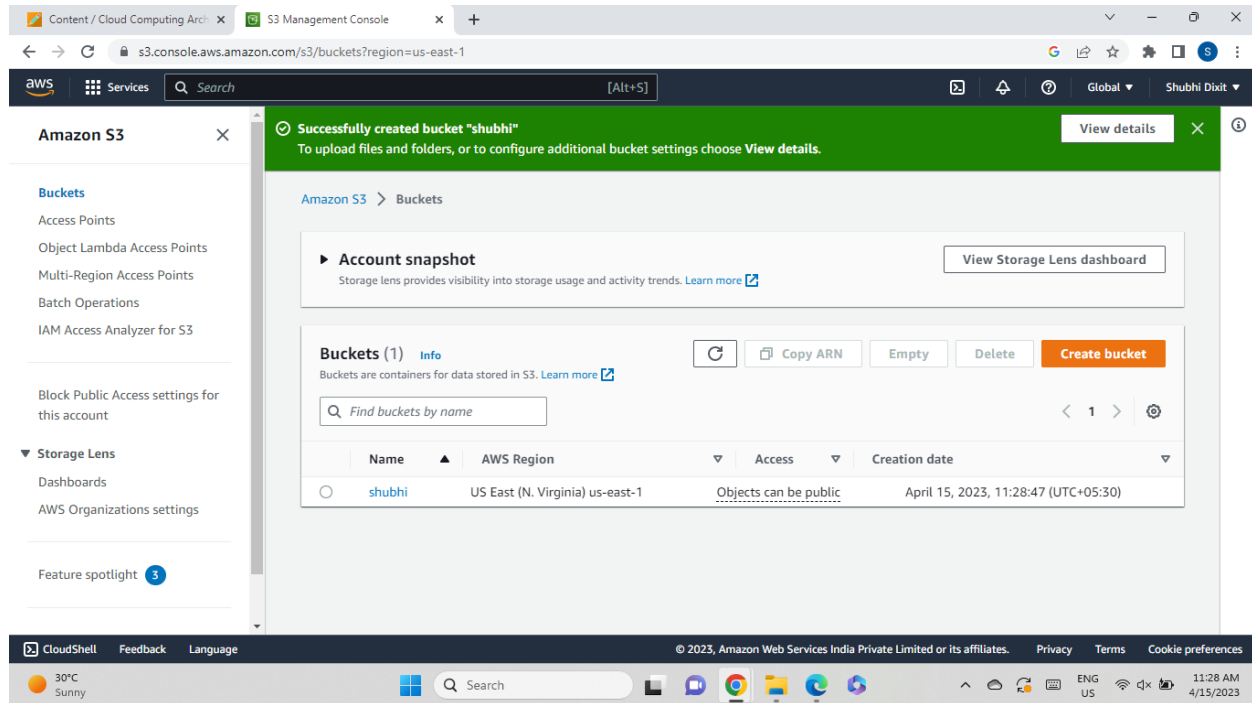 Content / Cloud Computing Arch
S3 Management Console
s3.console.aws.amazon.com/s3/buckets?region=us-east-1
G
S
aws
Services
Search
[Alt+S]
Global
Shubhi Dixit
Amazon S3
Buckets
Access Points
Object Lambda Access Points
Multi-Region Access Points
Batch Operations
IAM Access Analyzer for S3
Block Public Access settings for
this account
Storage Lens
Dashboards
AWS Organizations settings
Feature spotlight 3
Successfully created bucket "shubhi"
To upload files and folders, or to configure additional bucket settings choose View details.
View details
Amazon S3 > Buckets
Account snapshot
Storage lens provides visibility into storage usage and activity trends. Learn more
View Storage Lens dashboard
Buckets (1) Info
Buckets are containers for data stored in S3. Learn more
Copy ARN
Empty
Delete
Create bucket
Find buckets by name
1
Name AWS Region Access Creation date
shubhi US East (N. Virginia) us-east-1 Objects can be public April 15, 2023, 11:28:47 (UTC+05:30)
CloudShell Feedback Language
© 2023, Amazon Web Services India Private Limited or its affiliates. Privacy Terms Cookie preferences
30°C
Sunny
Search
ENG
US
11:28 AM
4/15/2023